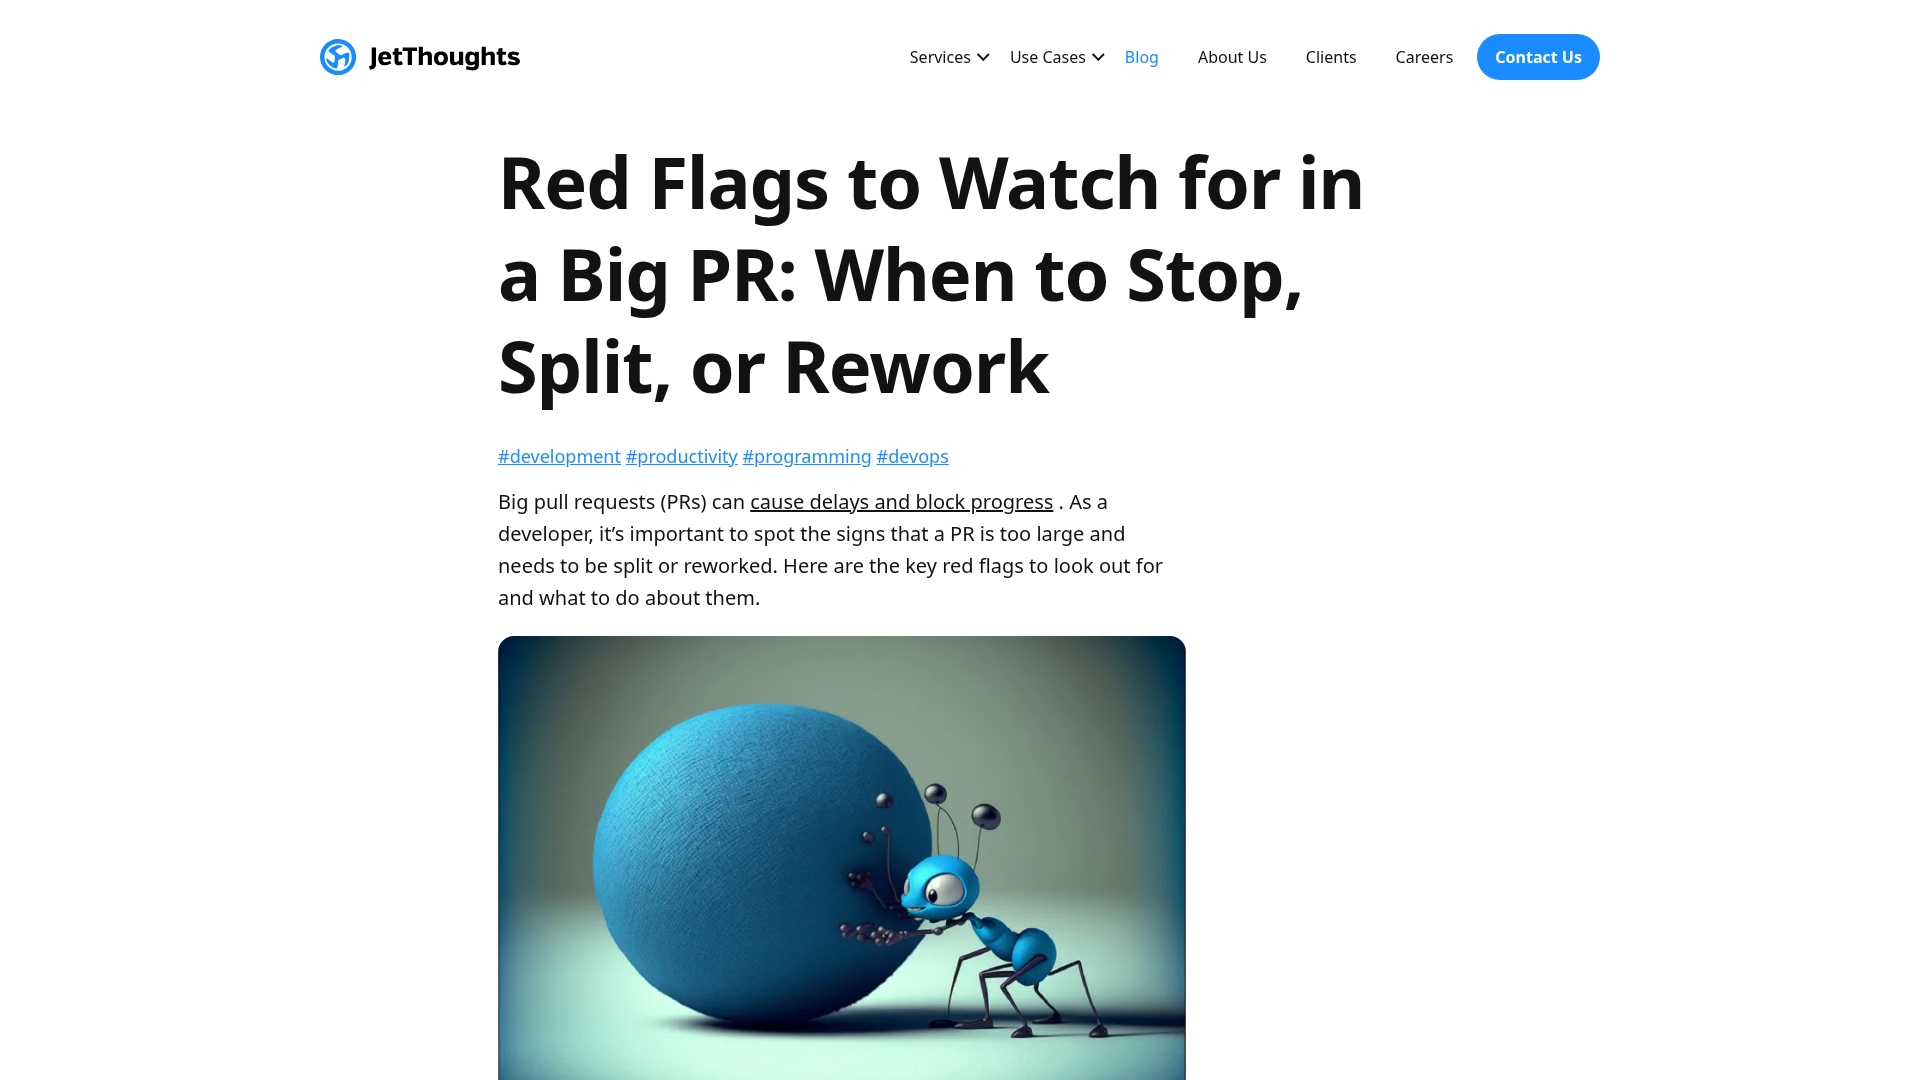 JetThoughts
Services
Use Cases
Blog
About Us
Clients
Careers
Contact Us
Red Flags to Watch for in
a Big PR: When to Stop,
Split, or Rework
#development #productivity #programming #devops
Big pull requests (PRs) can cause delays and block progress . As a
developer, it’s important to spot the signs that a PR is too large and
needs to be split or reworked. Here are the key red flags to look out for
and what to do about them.